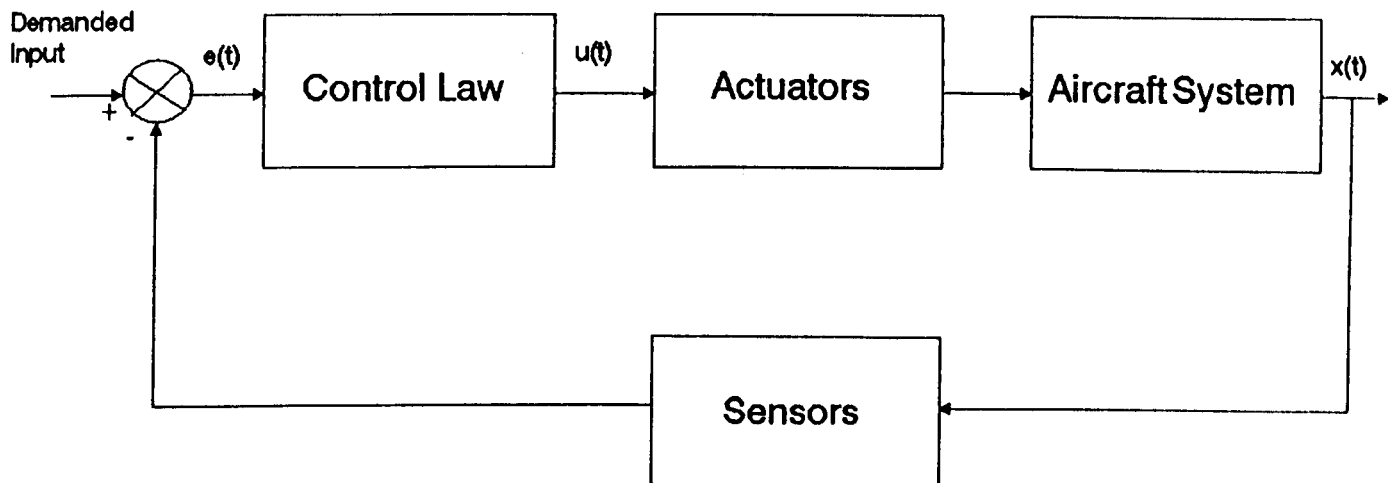 Demanded
Input
e(t)
Control Law
u(t)
Actuators
Aircraft System
x(t)
+
-
Sensors